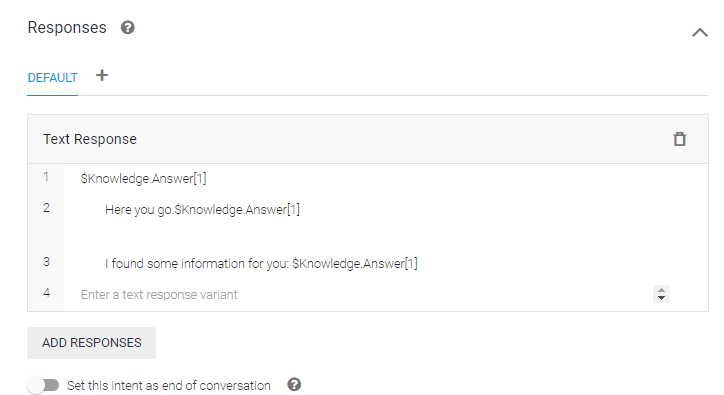 Responses ?
DEFAULT +
Text Response
1 $Knowledge.Answer[1]
2 Here you go.$Knowledge.Answer[1]
3 I found some information for you: $Knowledge.Answer[1]
4 Enter a text response variant
ADD RESPONSES
Set this intent as end of conversation ?